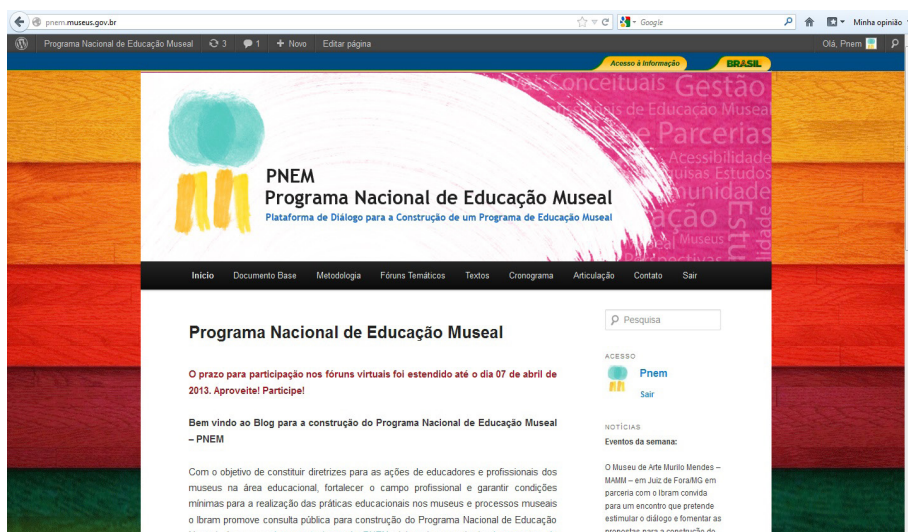 pnem.museus.gov.br
Google
Minha opinião
Programa Nacional de Educação Museal
3
1
+ Novo
Editar página
Olá, Pnem
Acesso à Informação
BRASIL
Conceituais Gestão
de Educação Museal
e Parcerias
Acessibilidade
Estudos
PNEM
Programa Nacional de Educação Museal
Plataforma de Diálogo para a Construção de um Programa de Educação Museal
Museus
Perspectivas
Início
Documento Base
Metodologia
Fóruns Temáticos
Textos
Cronograma
Articulação
Contato
Sair
Programa Nacional de Educação Museal
O prazo para participação nos fóruns virtuais foi estendido até o dia 07 de abril de
2013. Aproveite! Participe!
Bem vindo ao Blog para a construção do Programa Nacional de Educação Museal
– PNEM
Com o objetivo de constituir diretrizes para as ações de educadores e profissionais dos
museus na área educacional, fortalecer o campo profissional e garantir condições
mínimas para a realização das práticas educacionais nos museus e processos museais
o Ibram promove consulta pública para construção do Programa Nacional de Educação
Pesquisa
ACESSO
Pnem
Sair
NOTÍCIAS
Eventos da semana:
O Museu de Arte Murilo Mendes –
MAMM – em Juiz de Fora/MG em
parceria com o Ibram convida
para um encontro que pretende
estimular o diálogo e fomentar as
propostas para a construção do